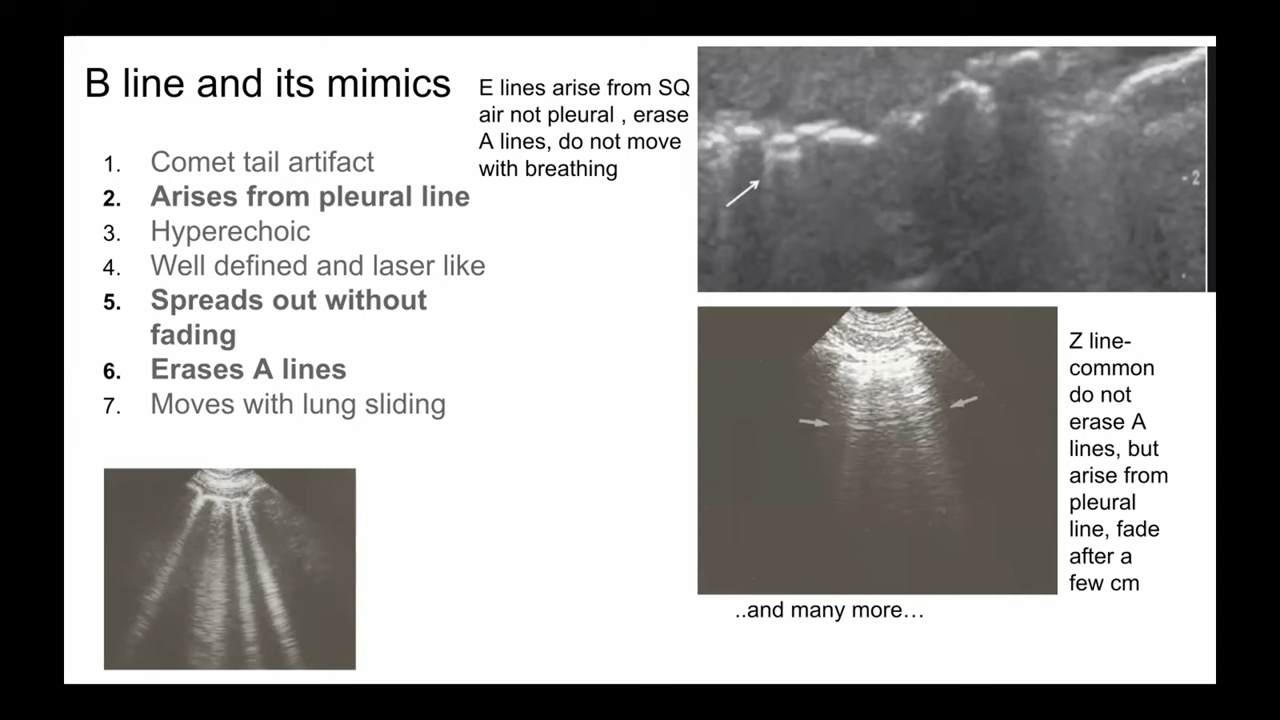 B line and its mimics
1. Comet tail artifact
2. Arises from pleural line
3. Hyperechoic
4. Well defined and laser like
5. Spreads out without
fading
6. Erases A lines
7. Moves with lung sliding
E lines arise from SQ
air not pleural , erase
A lines, do not move
with breathing
-2
Z line-
common
do not
erase A
lines, but
arise from
pleural
line, fade
after a
few cm
..and many more…